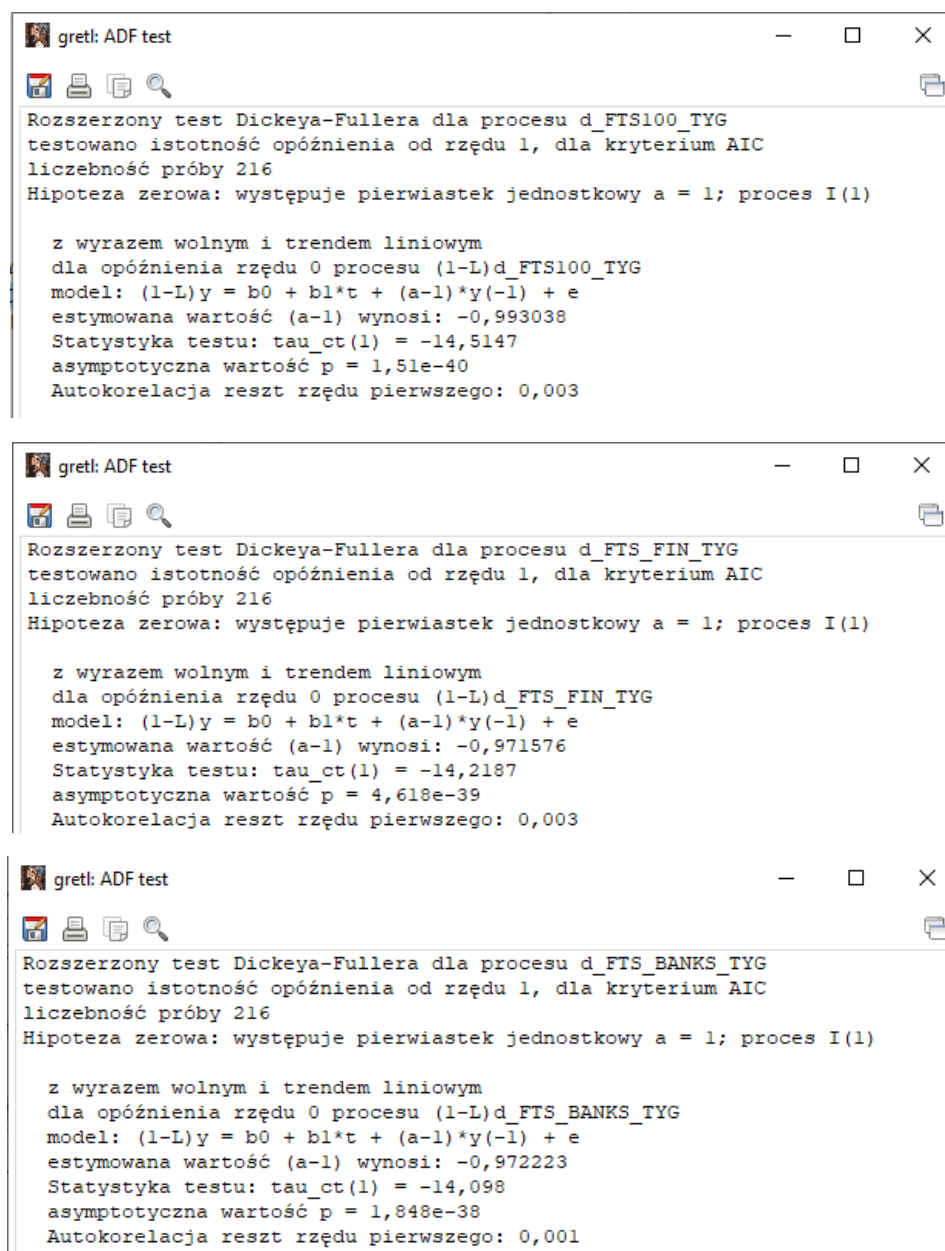 gretl: ADF test
Rozszerzony test Dickeya-Fullera dla procesu d_FTS100_TYG
testowano istotność opóźnienia od rzędu 1, dla kryterium AIC
liczebność próby 216
Hipoteza zerowa: występuje pierwiastek jednostkowy a = 1; proces I(1)
z wyrazem wolnym i trendem liniowym
dla opóźnienia rzędu 0 procesu (1-L)d_FTS100_TYG
model: (1-L)y = b0 + b1*t + (a-1)*y(-1) + e
estymowana wartość (a-1) wynosi: -0,993038
Statystyka testu: tau_ct(1) = -14,5147
asymptotyczna wartość p = 1,51e-40
Autokorelacja reszt rzędu pierwszego: 0,003
gretl: ADF test
Rozszerzony test Dickeya-Fullera dla procesu d_FTS_FIN_TYG
testowano istotność opóźnienia od rzędu 1, dla kryterium AIC
liczebność próby 216
Hipoteza zerowa: występuje pierwiastek jednostkowy a = 1; proces I(1)
z wyrazem wolnym i trendem liniowym
dla opóźnienia rzędu 0 procesu (1-L)d_FTS_FIN_TYG
model: (1-L)y = b0 + b1*t + (a-1)*y(-1) + e
estymowana wartość (a-1) wynosi: -0,971576
Statystyka testu: tau_ct(1) = -14,2187
asymptotyczna wartość p = 4,618e-39
Autokorelacja reszt rzędu pierwszego: 0,003
gretl: ADF test
Rozszerzony test Dickeya-Fullera dla procesu d_FTS_BANKS_TYG
testowano istotność opóźnienia od rzędu 1, dla kryterium AIC
liczebność próby 216
Hipoteza zerowa: występuje pierwiastek jednostkowy a = 1; proces I(1)
z wyrazem wolnym i trendem liniowym
dla opóźnienia rzędu 0 procesu (1-L)d_FTS_BANKS_TYG
model: (1-L)y = b0 + b1*t + (a-1)*y(-1) + e
estymowana wartość (a-1) wynosi: -0,972223
Statystyka testu: tau_ct(1) = -14,098
asymptotyczna wartość p = 1,848e-38
Autokorelacja reszt rzędu pierwszego: 0,001